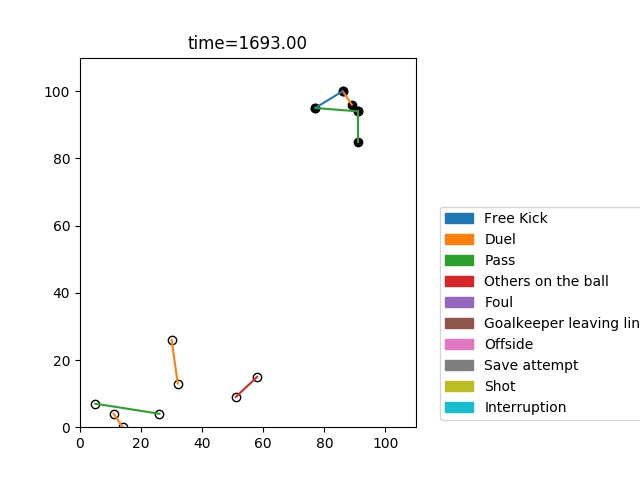 time=1693.00
100
80
60
40
20
0
0 20 40 60 80 100
Free Kick
Duel
Pass
Others on the ball
Foul
Goalkeeper leaving lin
Offside
Save attempt
Shot
Interruption